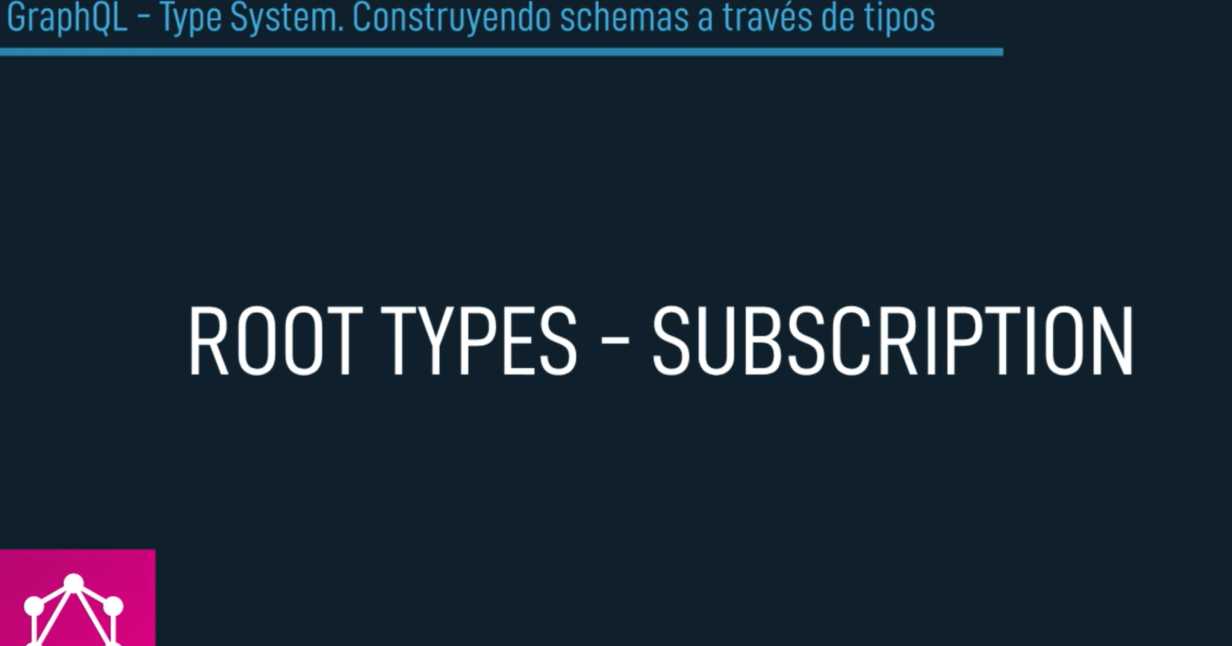 GraphQL – Type System. Construyendo schemas a través de tipos
ROOT TYPES – SUBSCRIPTION